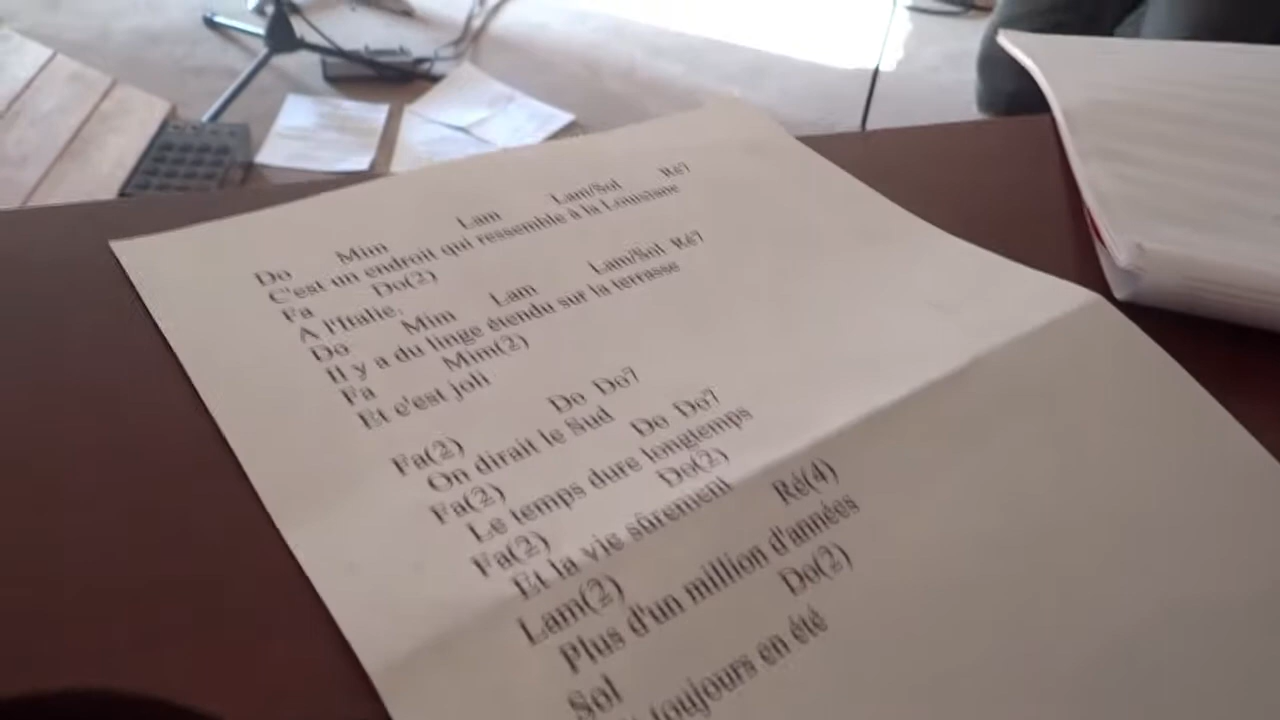 Do Mim Lam Lam/Sol Ré7
C'est un endroit qui ressemble à la Louisiane
Fa Do(2)
A l'Italie,
Do Mim Lam Lam/Sol Ré7
Il y a du linge étendu sur la terrasse
Fa Mim(2)
Et c'est joli
Fa(2) Do Do7
On dirait le Sud
Fa(2) Do Do7
Le temps dure longtemps
Fa(2) Do(2)
Et la vie sûrement
Lam(2) Ré(4)
Plus d'un million d'années
Sol Do(2)
toujours en été